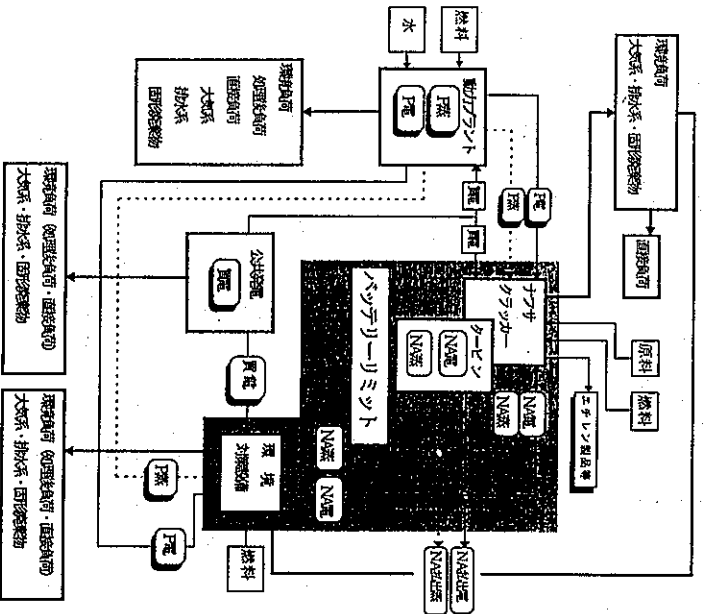 水
燃料
環境負荷
大気系・排水系・固形廃棄物
環境負荷
処理後負荷
直接負荷
大気系
排水系
固形廃棄物
動力プラント
P蒸
P電
P電
P蒸
直接負荷
買電
買電
環境負荷(処理後負荷・直接負荷)
大気系・排水系・固形廃棄物
公共発電
買電
買電
バッテリーリミット
ナフサ
クラッカー
タービン
NA電
NA蒸
NA電
NA蒸
原料
燃料
エチレン製品等
環境負荷(処理後負荷・直接負荷)
大気系・排水系・固形廃棄物
環境
対策設備
NA蒸
NA電
P蒸
P電
燃料
NA払出蒸
NA払出電